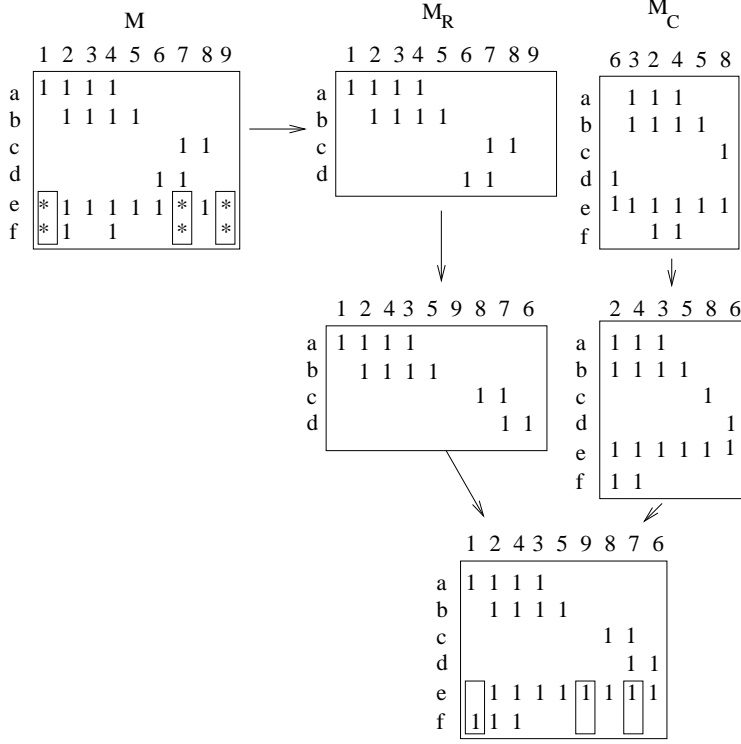 M
1 2 3 4 5 6 7 8 9
a 1 1 1 1
b 1 1 1 1
c 1 1
d 1 1
e * 1 1 1 1 1 * 1 *
f * 1 1 * *
M_R
1 2 3 4 5 6 7 8 9
a 1 1 1 1
b 1 1 1 1
c 1 1
d 1 1
M_C
6 3 2 4 5 8
a 1 1 1
b 1 1 1 1
c 1
d 1
e 1 1 1 1 1 1
f 1 1
1 2 4 3 5 9 8 7 6
a 1 1 1 1
b 1 1 1 1
c 1 1
d 1 1
2 4 3 5 8 6
a 1 1 1
b 1 1 1 1
c 1
d 1
e 1 1 1 1 1 1
f 1 1
1 2 4 3 5 9 8 7 6
a 1 1 1 1
b 1 1 1 1
c 1 1
d 1 1
e 1 1 1 1 1 1 1 1
f 1 1 1